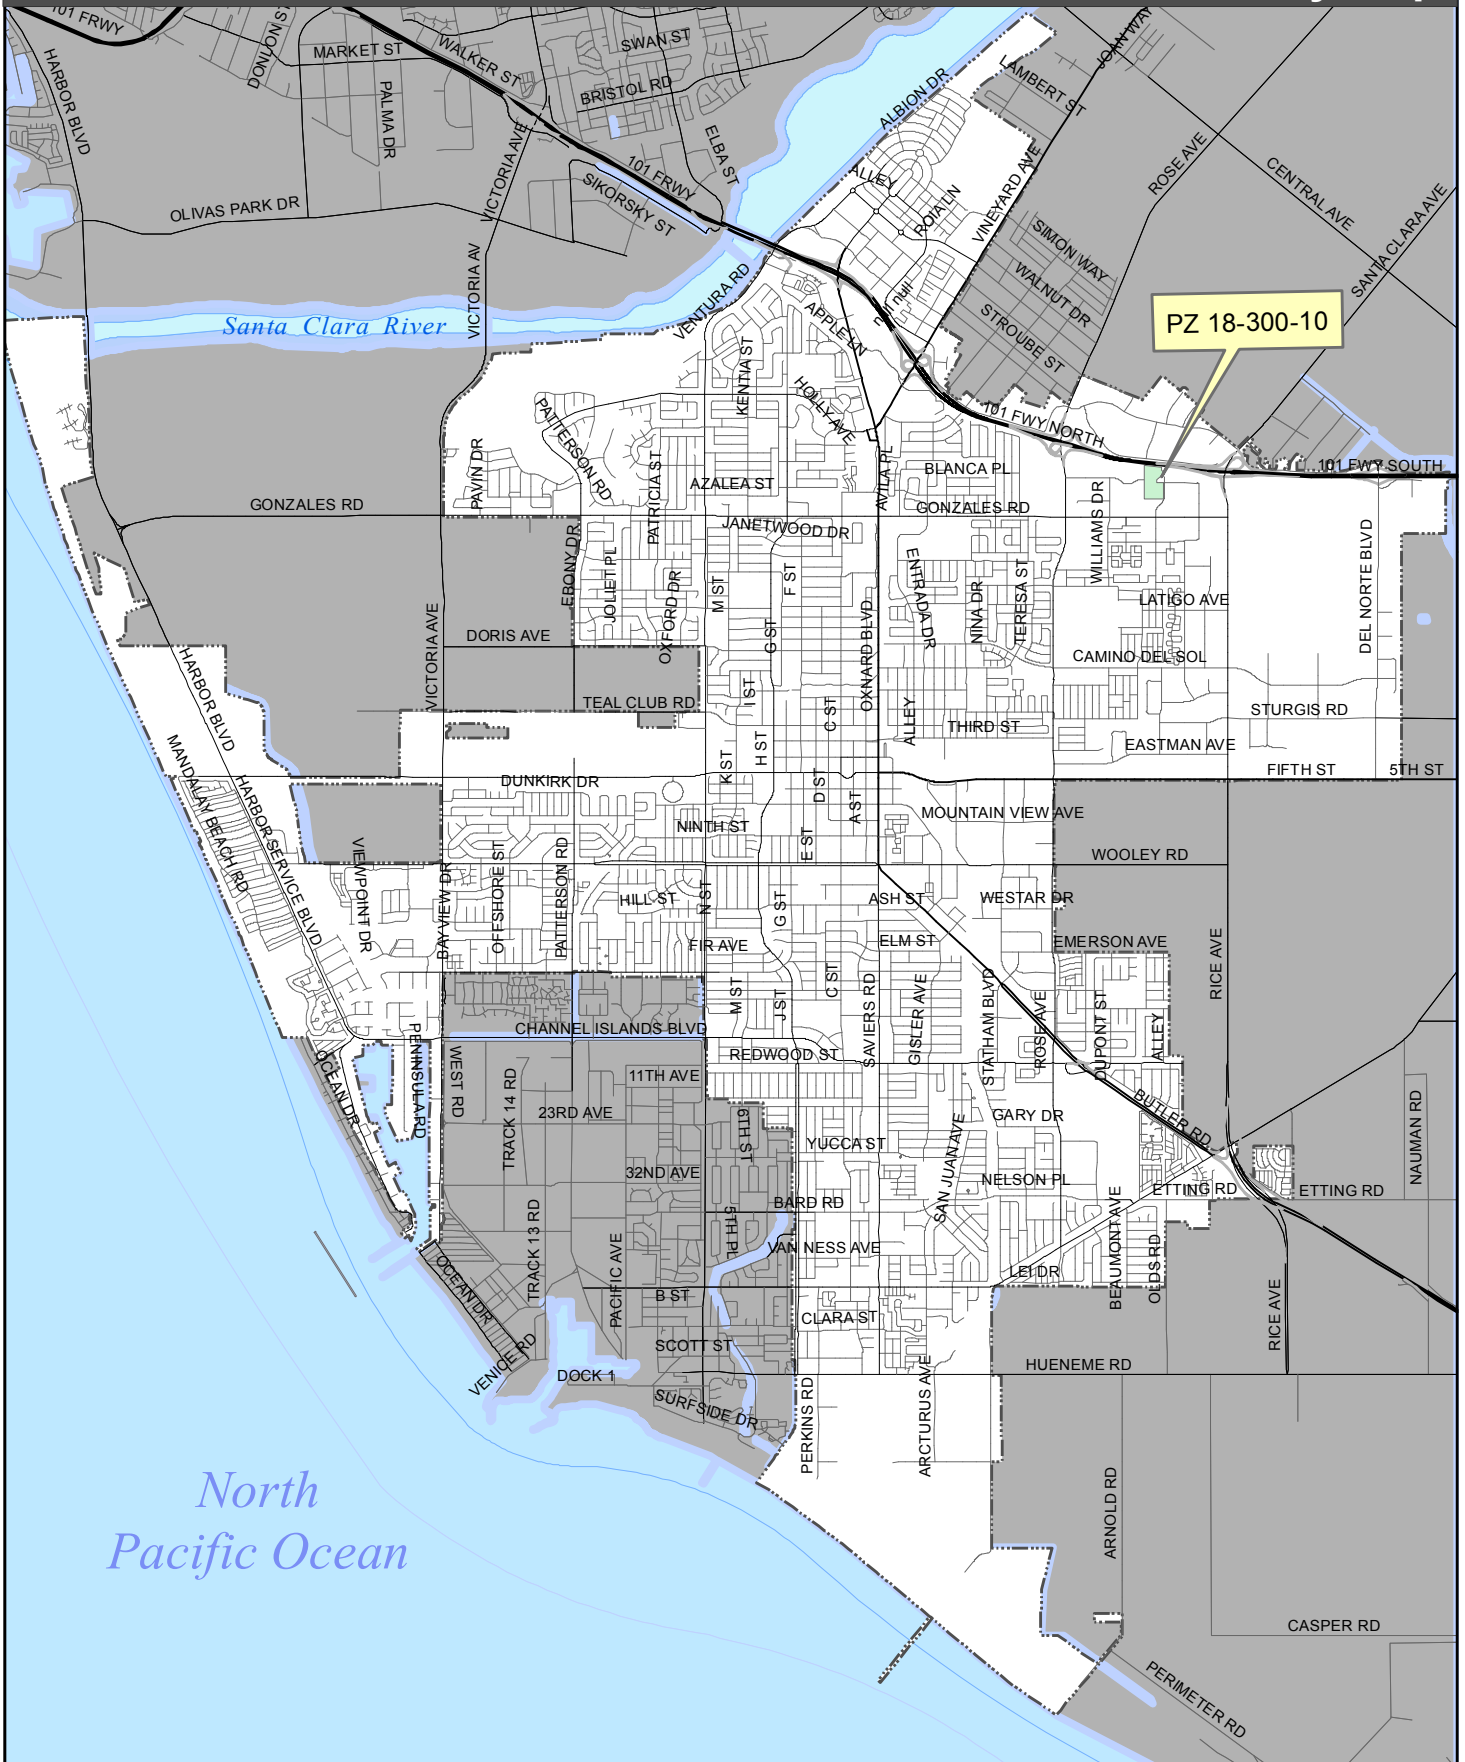 101 FRWY
DONLON ST
MARKET ST
WALKER ST
SWAN ST
JOAN WAY
HARBOR BLVD
PALMA DR
BRISTOL RD
LAMBERT ST
ALBION DR
VICTORIA AVE
ELBA ST
101 FRWY
SIKORSKY ST
ALLEY
ROSE AVE
CENTRAL AVE
OLIVAS PARK DR
ROIA LN
VINEYARD AVE
SIMON WAY
SANTA CLARA AVE
VICTORIA AV
VENTURA RD
WALNUT DR
null null
Santa Clara River
APPLE LN
STROUBE ST
PZ 18-300-10
KENTIA ST
HOLLY AVE
PATTERSON RD
101 FWY NORTH
PAVIN DR
PATRICIA ST
AVILA PL
BLANCA PL
101 FWY SOUTH
AZALEA ST
GONZALES RD
GONZALES RD
WILLIAMS DR
JANETWOOD DR
EBONY DR
JOLIET PL
OXFORD DR
M ST
F ST
ENTRADA DR
NINA DR
TERESA ST
DEL NORTE BLVD
LATIGO AVE
VICTORIA AVE
DORIS AVE
G ST
OXNARD BLVD
CAMINO DEL SOL
HARBOR BLVD
TEAL CLUB RD
I ST
C ST
ALLEY
STURGIS RD
THIRD ST
H ST
EASTMAN AVE
MANDALAY BEACH RD
K ST
FIFTH ST
5TH ST
DUNKIRK DR
D ST
A ST
HARBOR SERVICE BLVD
MOUNTAIN VIEW AVE
NINTH ST
E ST
WOOLEY RD
VIEWPOINT DR
BAYVIEW DR
OFFSHORE ST
PATTERSON RD
HILL ST
N ST
G ST
ASH ST
WESTAR DR
FIR AVE
ELM ST
EMERSON AVE
RICE AVE
M ST
J ST
C ST
SAVIERS RD
GISLER AVE
STATHAM BLVD
ROSE AVE
DUPONT ST
ALLEY
CHANNEL ISLANDS BLVD
REDWOOD ST
OCEAN DR
PENINSULA RD
WEST RD
TRACK 14 RD
11TH AVE
23RD AVE
6TH ST
GARY DR
BUTLER RD
NAUMAN RD
YUCCA ST
SAN JUAN AVE
32ND AVE
NELSON PL
ETTING RD
ETTING RD
BARD RD
TRACK 13 RD
5TH PL
VAN NESS AVE
BEAUMONT AVE
OLDS RD
OCEAN DR
PACIFIC AVE
LEI DR
B ST
RICE AVE
CLARA ST
SCOTT ST
VENICE RD
DOCK 1
HUENEME RD
SURFSIDE DR
PERKINS RD
ARCTURUS AVE
North
Pacific Ocean
ARNOLD RD
CASPER RD
PERIMETER RD